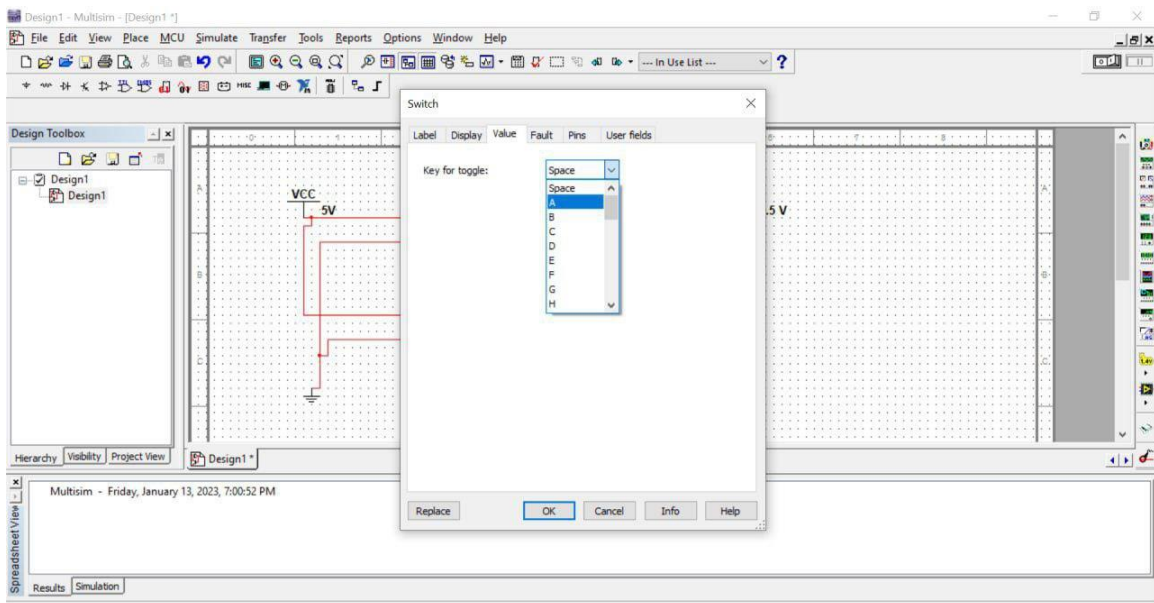 Design1 - Multisim - [Design1 *]
File Edit View Place MCU Simulate Transfer Tools Reports Options Window Help
--- In Use List ---
Switch
Design Toolbox
Label Display Value Fault Pins User fields
Key for toggle: Space
Space
A
B
C
D
E
F
G
H
Design1
Design1
VCC
5V
.5 V
Hierarchy Visibility Project View
Design1 *
Multisim - Friday, January 13, 2023, 7:00:52 PM
Replace OK Cancel Info Help
Spreadsheet View
Results Simulation